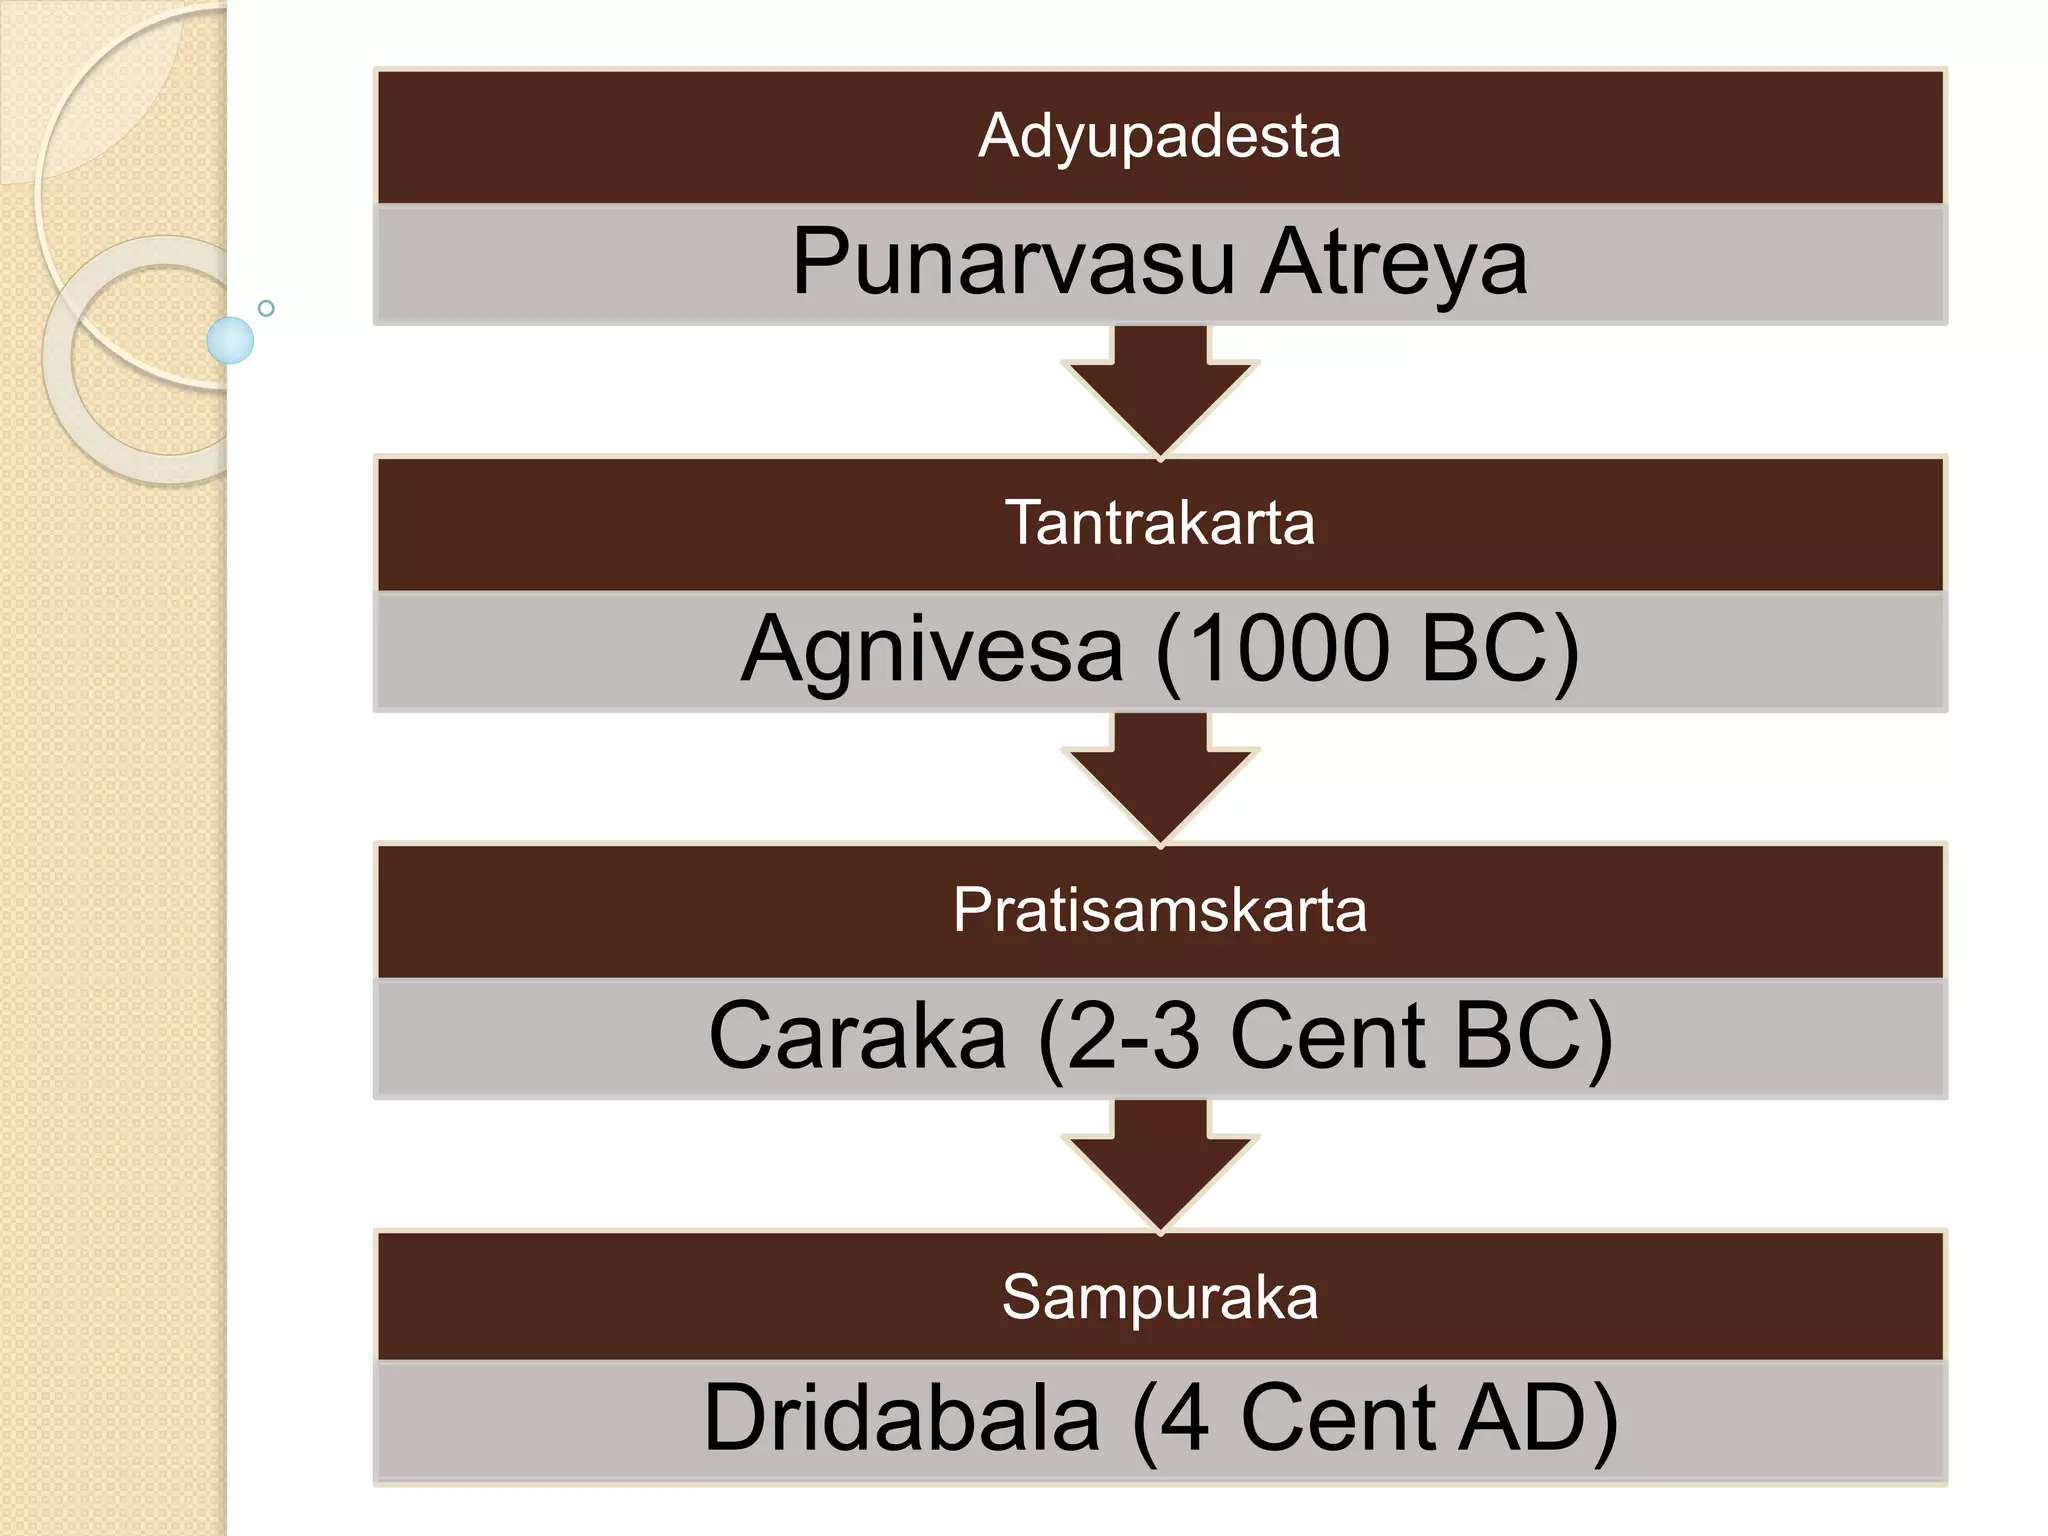 Adyupadesta
Punarvasu Atreya
Tantrakarta
Agnivesa (1000 BC)
Pratisamskarta
Caraka (2-3 Cent BC)
Sampuraka
Dridabala (4 Cent AD)